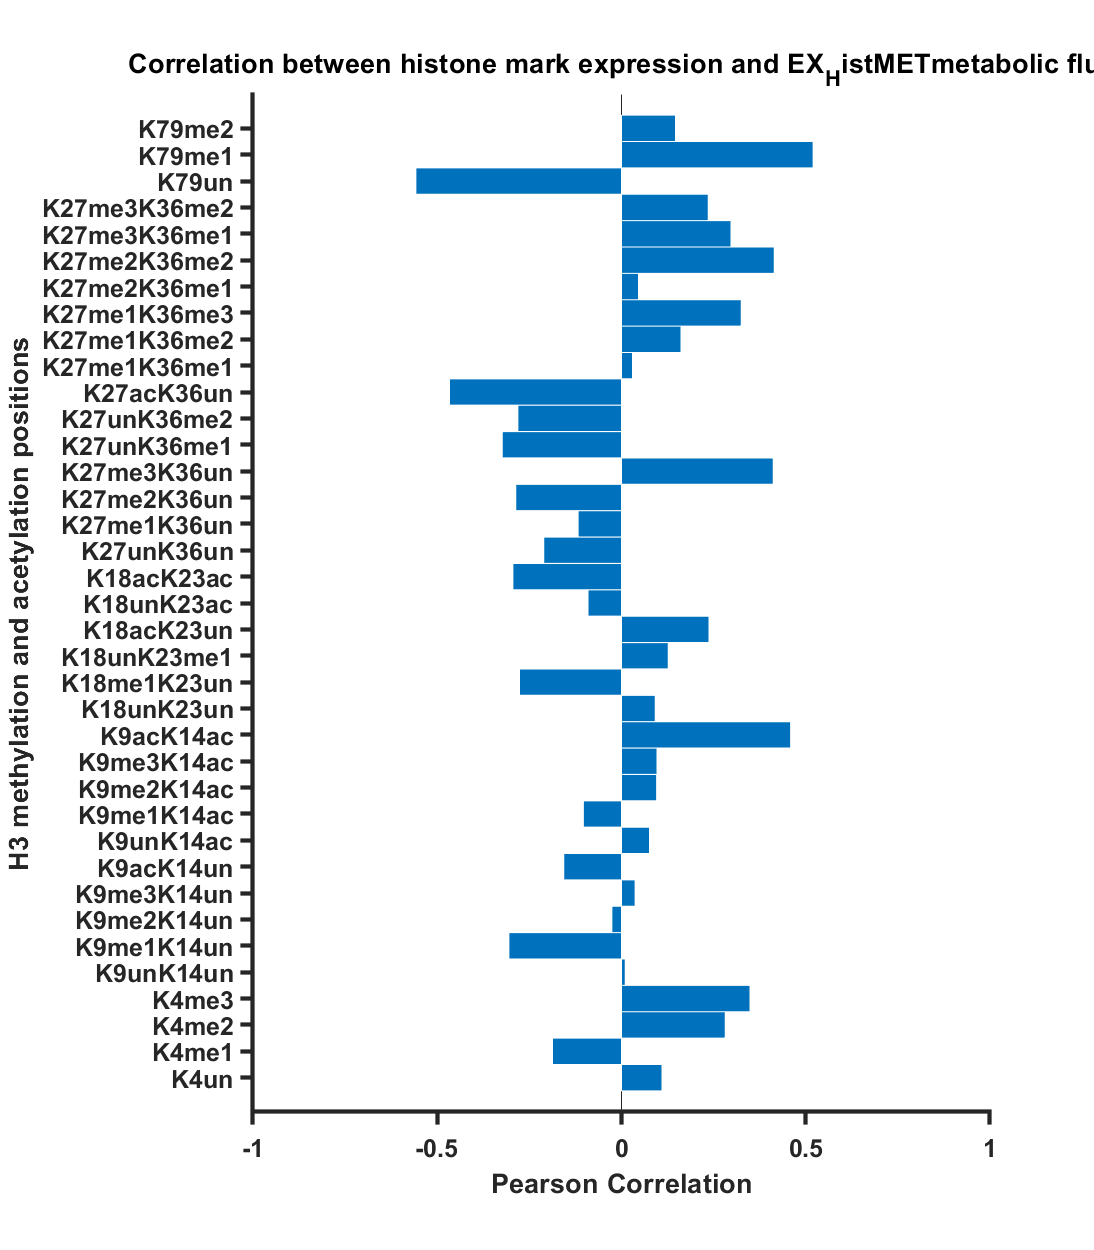 Correlation between histone mark expression and EX_HistMETmetabolic flu
K79me2
K79me1
K79un
K27me3K36me2
K27me3K36me1
K27me2K36me2
K27me2K36me1
K27me1K36me3
K27me1K36me2
K27me1K36me1
K27acK36un
K27unK36me2
K27unK36me1
K27me3K36un
K27me2K36un
K27me1K36un
K27unK36un
K18acK23ac
K18unK23ac
K18acK23un
K18unK23me1
K18me1K23un
K18unK23un
K9acK14ac
K9me3K14ac
K9me2K14ac
K9me1K14ac
K9unK14ac
K9acK14un
K9me3K14un
K9me2K14un
K9me1K14un
K9unK14un
K4me3
K4me2
K4me1
K4un
H3 methylation and acetylation positions
-1 -0.5 0 0.5 1
Pearson Correlation